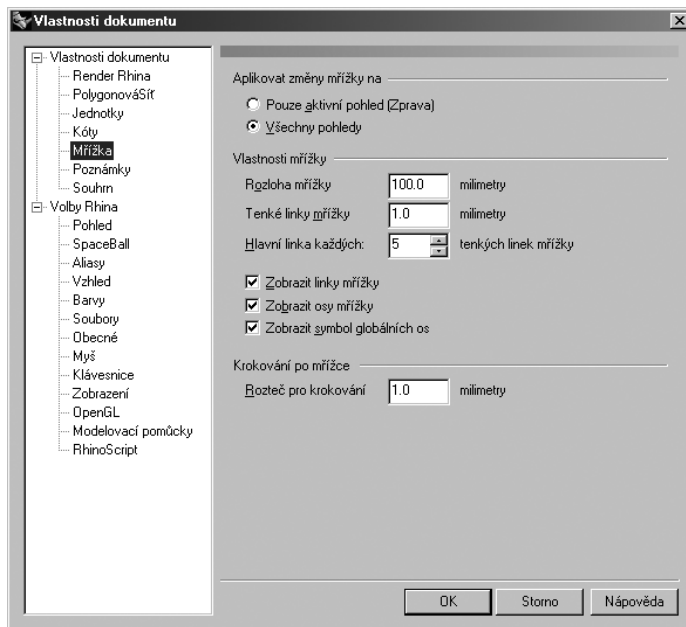 Vlastnosti dokumentu
Vlastnosti dokumentu
Render Rhina
PolygonováSíť
Jednotky
Kóty
Mřížka
Poznámky
Souhrn
Volby Rhina
Pohled
SpaceBall
Aliasy
Vzhled
Barvy
Soubory
Obecné
Myš
Klávesnice
Zobrazení
OpenGL
Modelovací pomůcky
RhinoScript
Aplikovat změny mřížky na
Pouze aktivní pohled (Zprava)
Všechny pohledy
Vlastnosti mřížky
Rozloha mřížky 100.0 milimetry
Tenké linky mřížky 1.0 milimetry
Hlavní linka každých: 5 tenkých linek mřížky
Zobrazit linky mřížky
Zobrazit osy mřížky
Zobrazit symbol globálních os
Krokování po mřížce
Rozteč pro krokování 1.0 milimetry
OK Storno Nápověda